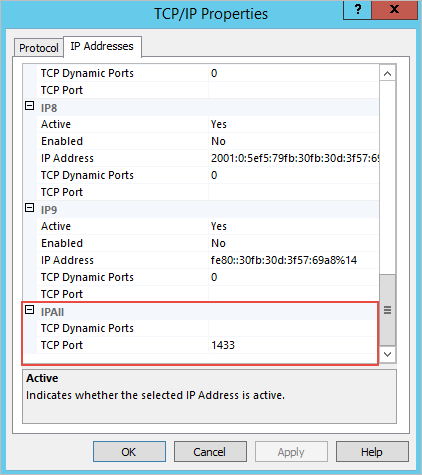 TCP/IP Properties
?
x
Protocol
IP Addresses
TCP Dynamic Ports 0
TCP Port
IP8
Active Yes
Enabled No
IP Address 2001:0:5ef5:79fb:30fb:30d:3f57:69
TCP Dynamic Ports 0
TCP Port
IP9
Active Yes
Enabled No
IP Address fe80::30fb:30d:3f57:69a8%14
TCP Dynamic Ports 0
TCP Port
IPAll
TCP Dynamic Ports
TCP Port 1433
Active
Indicates whether the selected IP Address is active.
OK Cancel Apply Help